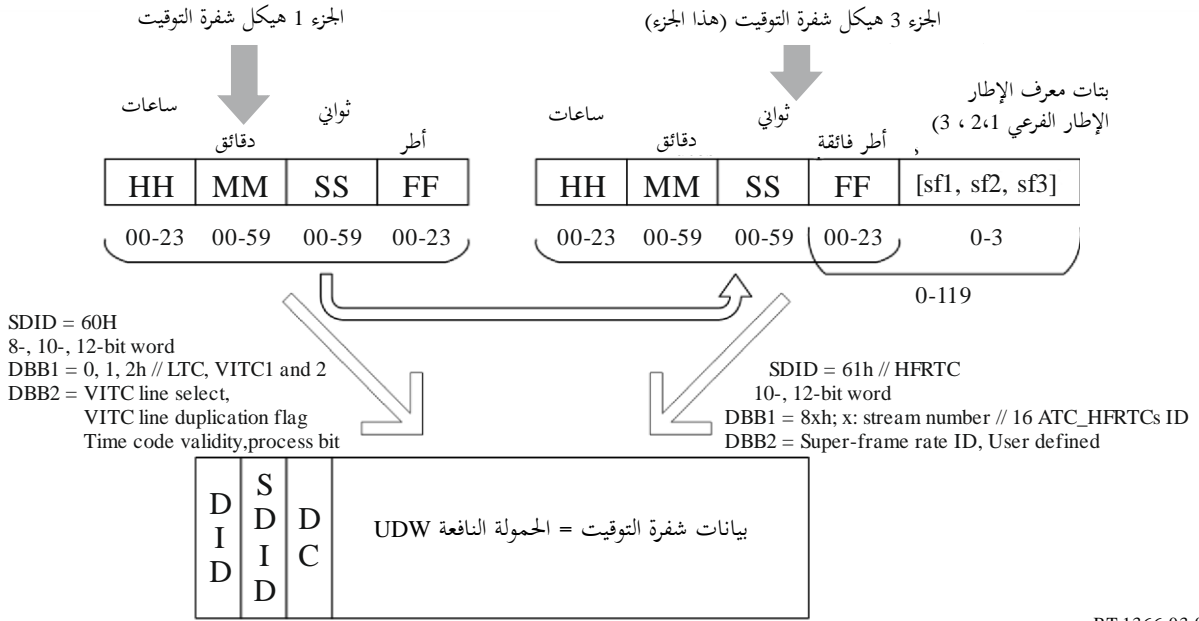 الجزء 1 هيكل شفرة التوقيت
الجزء 3 هيكل شفرة التوقيت (هذا الجزء)
ساعات
دقائق
ثواني
أطر
ساعات
دقائق
ثواني
أطر فائقة
بتات معرف الإطار
الإطار الفرعي 1،2 ، 3)
HH MM SS FF
HH MM SS FF [sf1, sf2, sf3]
00-23 00-59 00-59 00-23
00-23 00-59 00-59 00-23 0-3
0-119
SDID = 60H
8-, 10-, 12-bit word
DBB1 = 0, 1, 2h // LTC, VITC1 and 2
DBB2 = VITC line select,
VITC line duplication flag
Time code validity,process bit
SDID = 61h // HFRTC
10-, 12-bit word
DBB1 = 8xh; x: stream number // 16 ATC_HFRTCs ID
DBB2 = Super-frame rate ID, User defined
DID
SDID
DC
بيانات شفرة التوقيت = الحمولة النافعة UDW